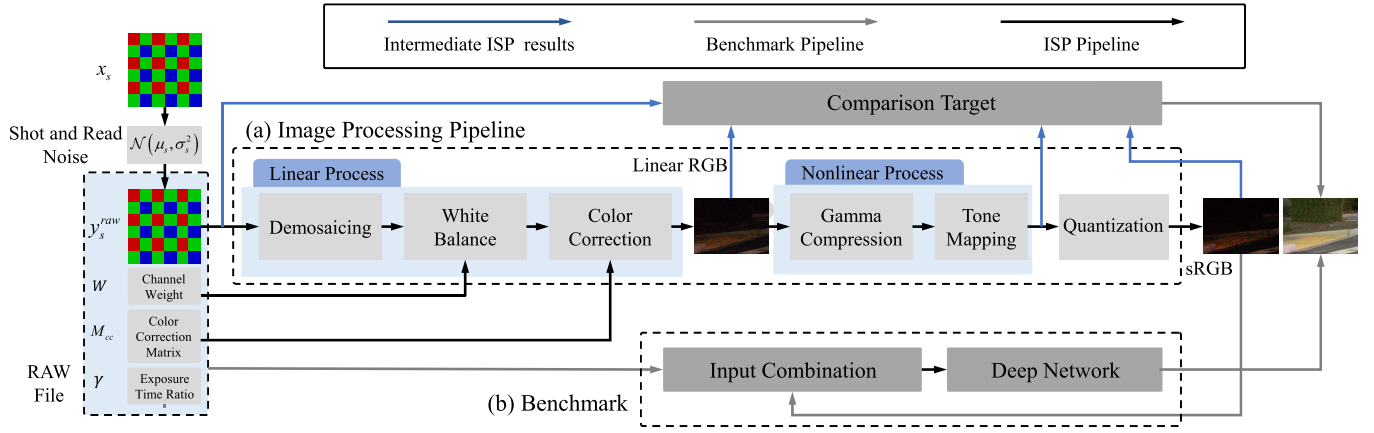 Intermediate ISP results
Benchmark Pipeline
ISP Pipeline
x_s
Shot and Read
Noise
𝒩(μ_s, σ_s^2)
Comparison Target
(a) Image Processing Pipeline
Linear Process
Linear RGB
Nonlinear Process
y_s^{raw}
Demosaicing
White
Balance
Color
Correction
Gamma
Compression
Tone
Mapping
Quantization
sRGB
W
Channel
Weight
M_{cc}
Color
Correction
Matrix
RAW
File
γ
Exposure
Time Ratio
Input Combination
Deep Network
(b) Benchmark